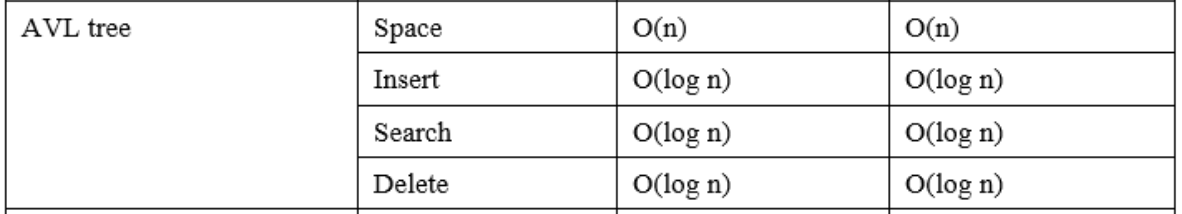 AVL tree Space O(n) O(n)
Insert O(log n) O(log n)
Search O(log n) O(log n)
Delete O(log n) O(log n)